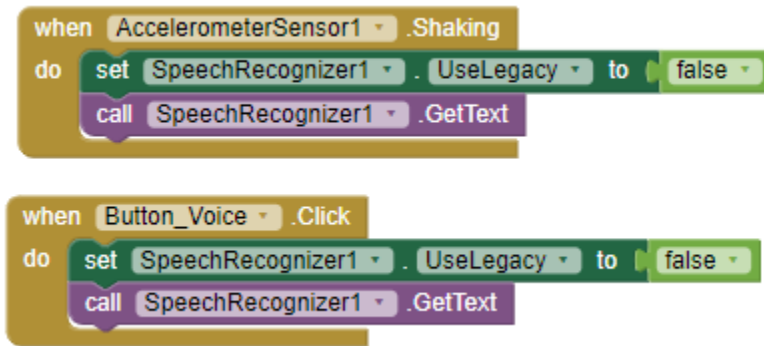 when AccelerometerSensor1 .Shaking
do set SpeechRecognizer1 . UseLegacy to false
call SpeechRecognizer1 .GetText
when Button_Voice .Click
do set SpeechRecognizer1 . UseLegacy to false
call SpeechRecognizer1 .GetText